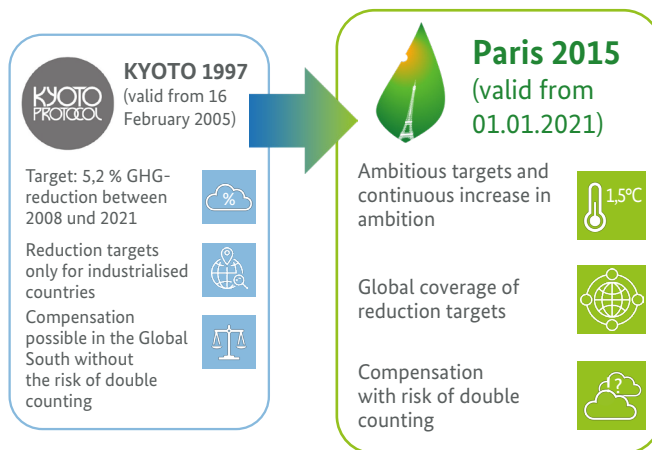 KYOTO
PROTOCOL
KYOTO 1997
(valid from 16
February 2005)
Target: 5,2 % GHG-
reduction between
2008 und 2021
%
Reduction targets
only for industrialised
countries
Compensation
possible in the Global
South without
the risk of double
counting
Paris 2015
(valid from
01.01.2021)
Ambitious targets and
continuous increase in
ambition
1,5°C
Global coverage of
reduction targets
Compensation
with risk of double
counting
?